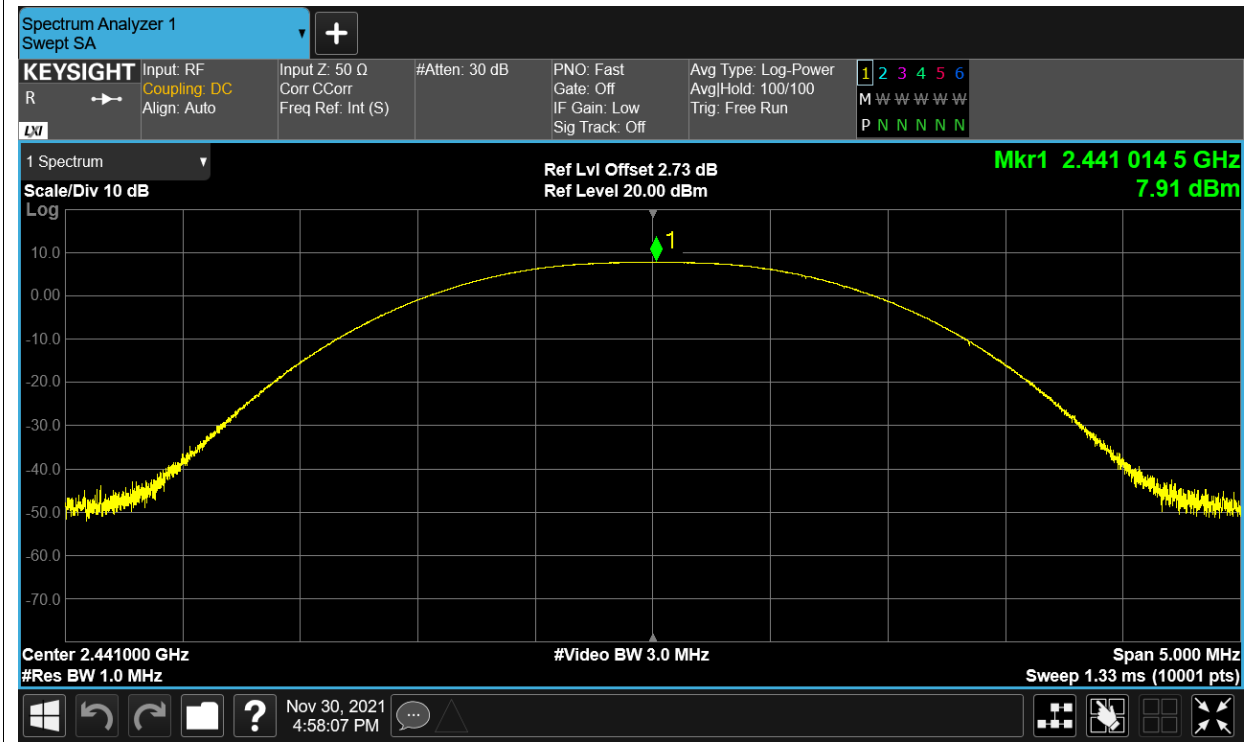 Spectrum Analyzer 1
Swept SA
+
KEYSIGHT
R
LXI
Input: RF
Coupling: DC
Align: Auto
Input Z: 50 Ω
Corr CCorr
Freq Ref: Int (S)
#Atten: 30 dB
PNO: Fast
Gate: Off
IF Gain: Low
Sig Track: Off
Avg Type: Log-Power
Avg|Hold: 100/100
Trig: Free Run
1 2 3 4 5 6
M W W W W W
P N N N N N
1 Spectrum
Scale/Div 10 dB
Log
Ref Lvl Offset 2.73 dB
Ref Level 20.00 dBm
Mkr1 2.441 014 5 GHz
7.91 dBm
1
10.0
0.00
-10.0
-20.0
-30.0
-40.0
-50.0
-60.0
-70.0
Center 2.441000 GHz
#Res BW 1.0 MHz
#Video BW 3.0 MHz
Span 5.000 MHz
Sweep 1.33 ms (10001 pts)
?
Nov 30, 2021
4:58:07 PM